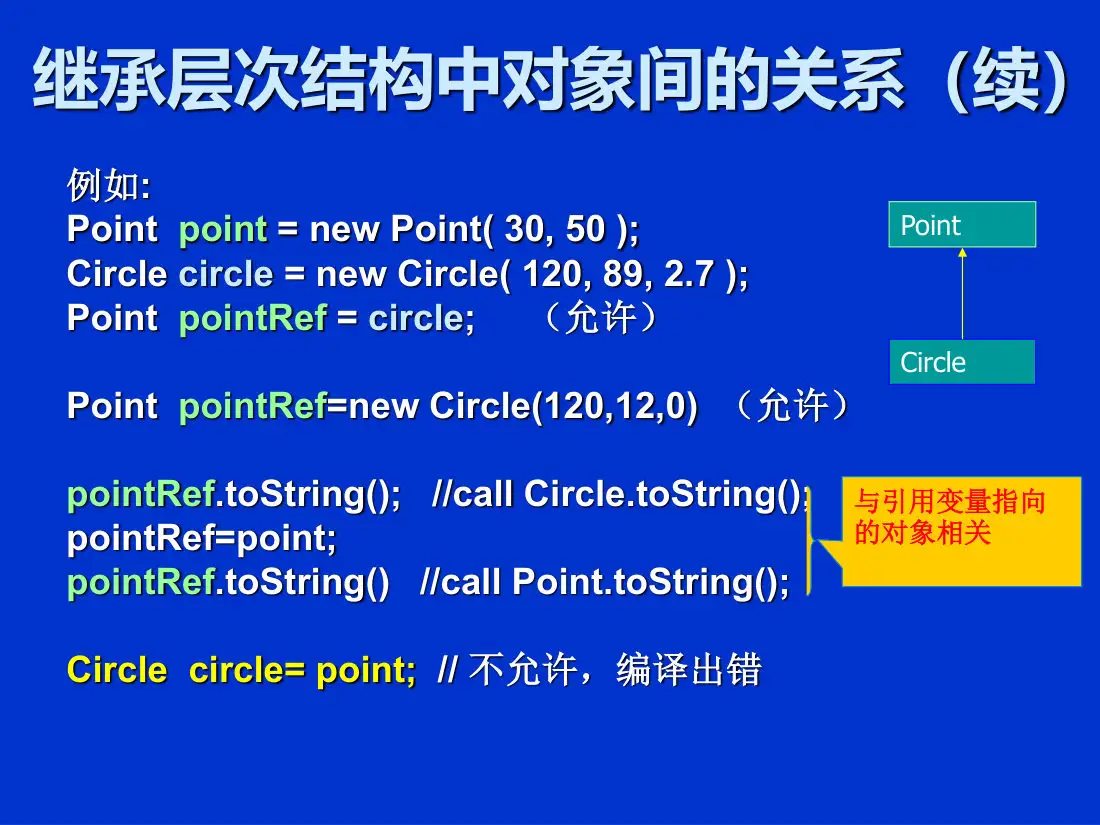 继承层次结构中对象间的关系（续）
例如:
Point point = new Point( 30, 50 );
Circle circle = new Circle( 120, 89, 2.7 );
Point pointRef = circle; （允许）
Point pointRef=new Circle(120,12,0) （允许）
pointRef.toString(); //call Circle.toString();
pointRef=point;
pointRef.toString() //call Point.toString();
Circle circle= point; // 不允许，编译出错
Point
Circle
与引用变量指向
的对象相关